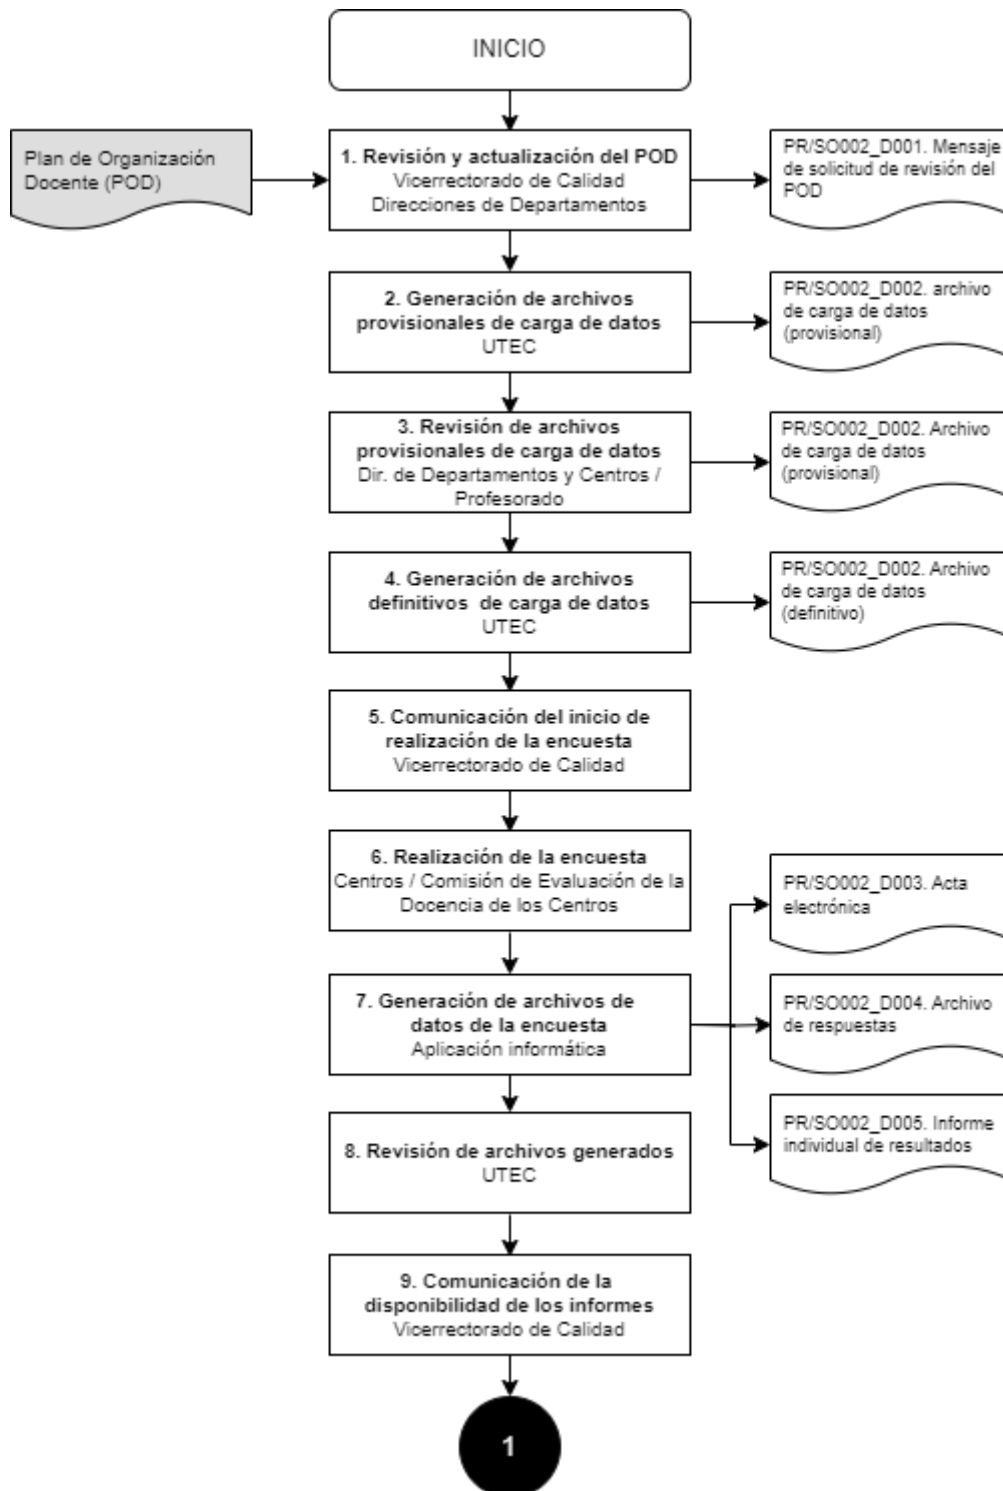 INICIO
Plan de Organización
Docente (POD)
1. Revisión y actualización del POD
Vicerrectorado de Calidad
Direcciones de Departamentos
PR/SO002_D001. Mensaje
de solicitud de revisión del
POD
2. Generación de archivos
provisionales de carga de datos
UTEC
PR/SO002_D002. archivo
de carga de datos
(provisional)
3. Revisión de archivos
provisionales de carga de datos
Dir. de Departamentos y Centros /
Profesorado
PR/SO002_D002. Archivo
de carga de datos
(provisional)
4. Generación de archivos
definitivos de carga de datos
UTEC
PR/SO002_D002. Archivo
de carga de datos
(definitivo)
5. Comunicación del inicio de
realización de la encuesta
Vicerrectorado de Calidad
6. Realización de la encuesta
Centros / Comisión de Evaluación de la
Docencia de los Centros
PR/SO002_D003. Acta
electrónica
7. Generación de archivos de
datos de la encuesta
Aplicación informática
PR/SO002_D004. Archivo
de respuestas
PR/SO002_D005. Informe
individual de resultados
8. Revisión de archivos generados
UTEC
9. Comunicación de la
disponibilidad de los informes
Vicerrectorado de Calidad
1